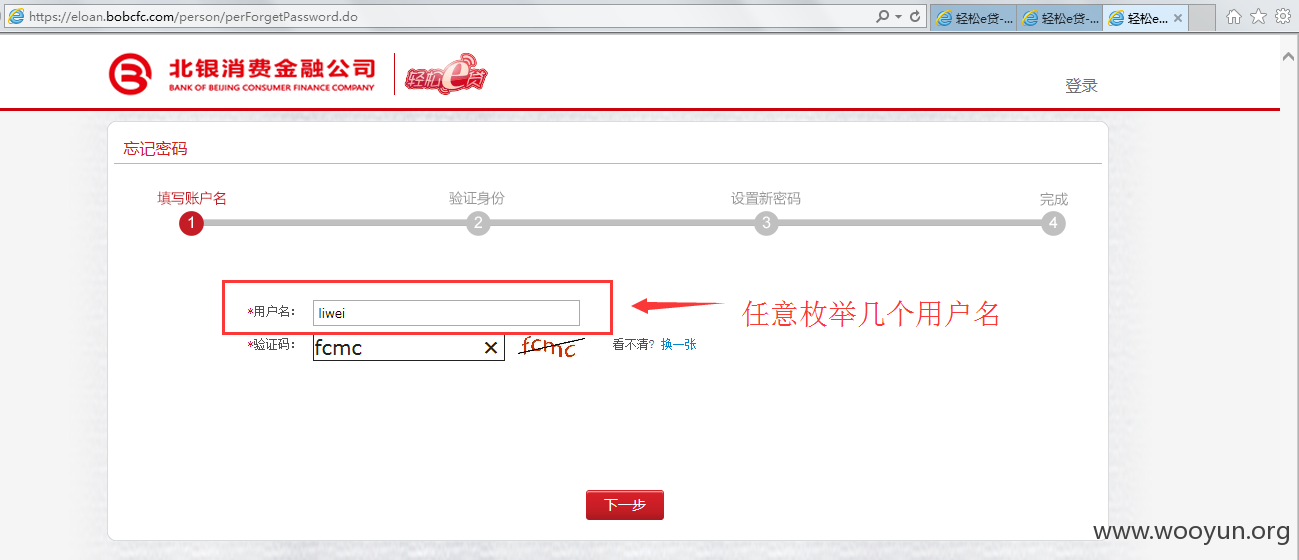 https://eloan.bobcfc.com/person/perForgetPassword.do
轻松e贷-... 轻松e贷-... 轻松e...
北银消费金融公司
BANK OF BEIJING CONSUMER FINANCE COMPANY
轻松e贷
登录
忘记密码
填写账户名 验证身份 设置新密码 完成
1 2 3 4
*用户名: liwei
任意枚举几个用户名
*验证码: fcmc fcmc 看不清? 换一张
下一步
www.wooyun.org